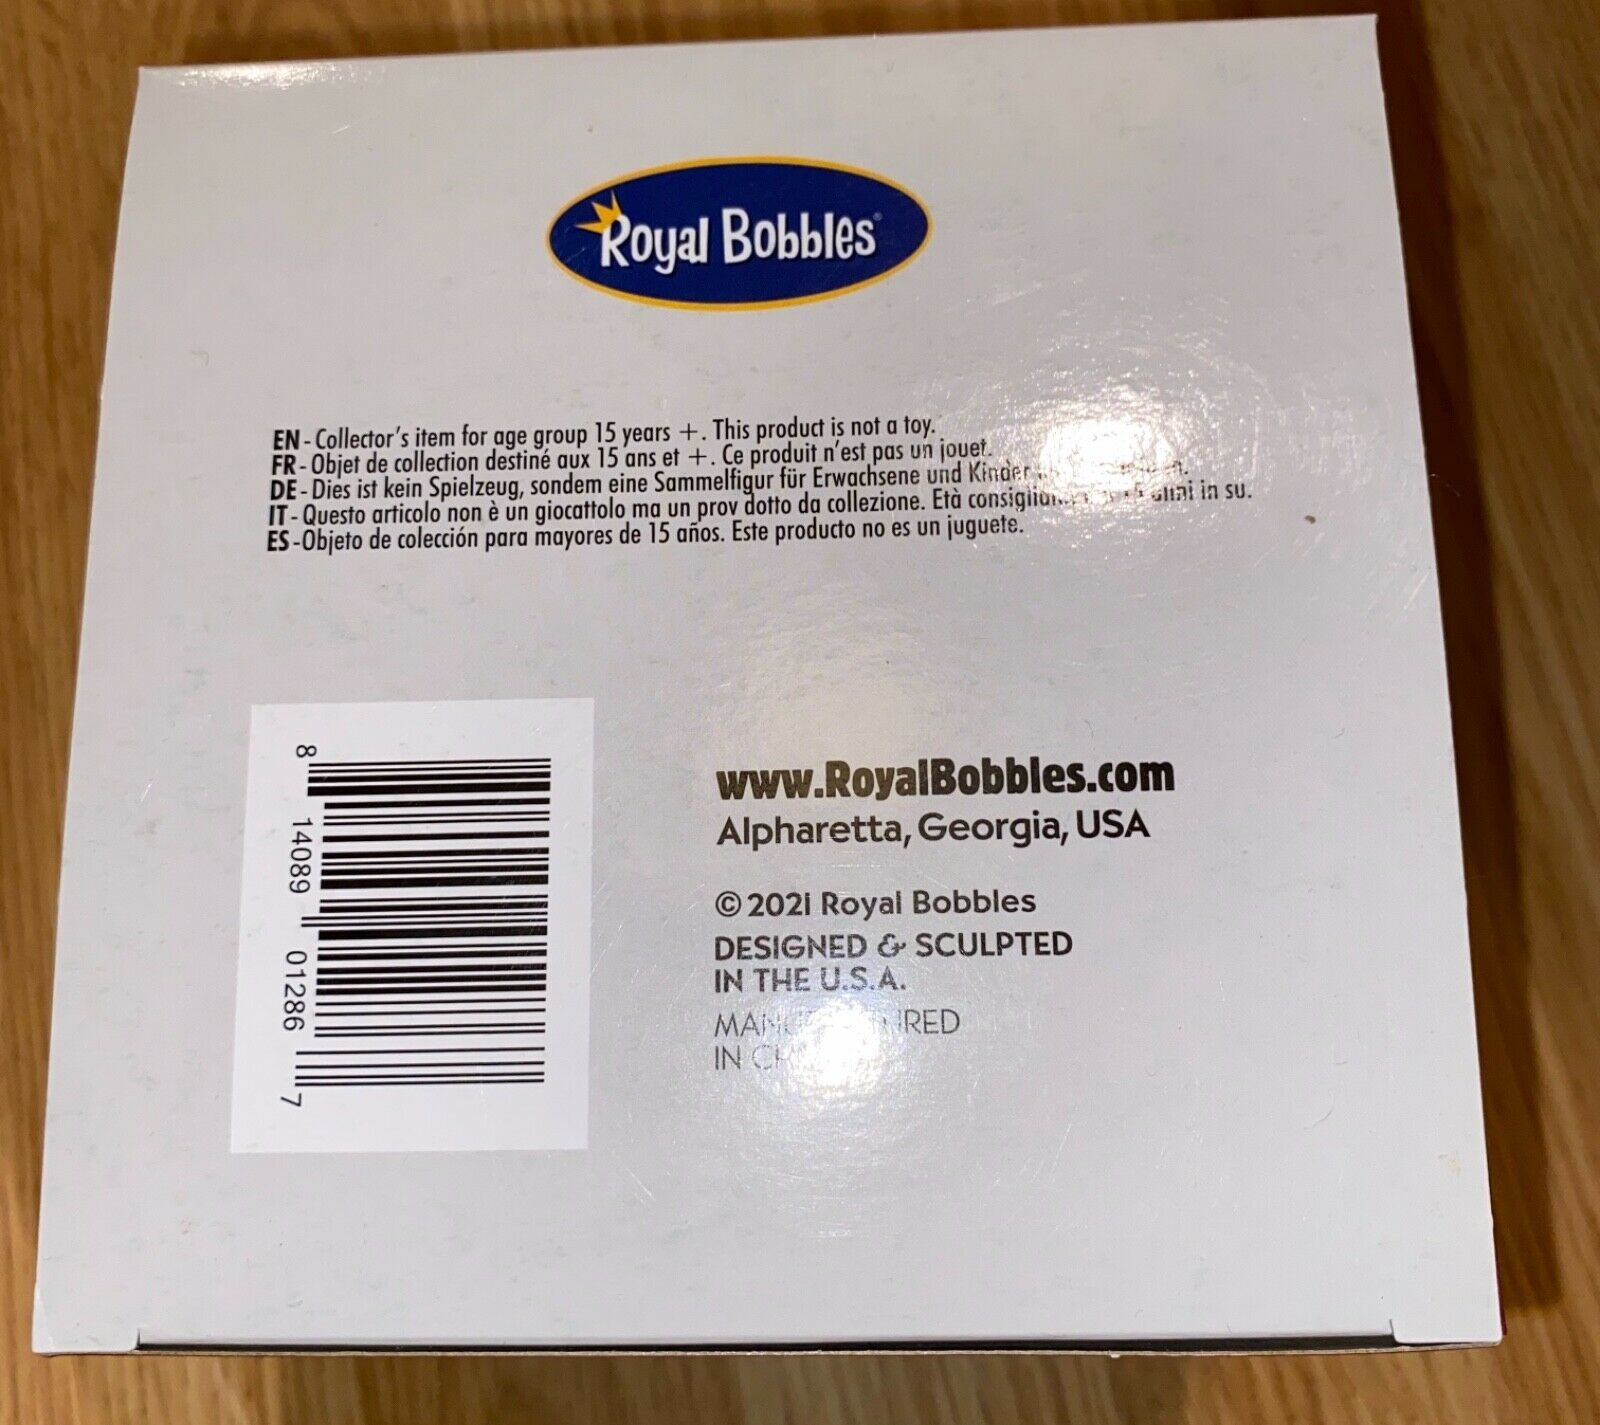 Royal Bobbles®
EN - Collector's item for age group 15 years +. This product is not a toy.
FR - Objet de collection destiné aux 15 ans et +. Ce produit n'est pas un jouet.
DE - Dies ist kein Spielzeug, sondem eine Sammelfigur für Erwachsene und Kinder
IT - Questo articolo non è un giocattolo ma un prov dotto da collezione. Età in su.
ES -Objeto de colección para mayores de 15 años. Este producto no es un juguete.
8 14089 01286 7
www.RoyalBobbles.com
Alpharetta, Georgia, USA
© 2021 Royal Bobbles
DESIGNED & SCULPTED
IN THE U.S.A.
IN